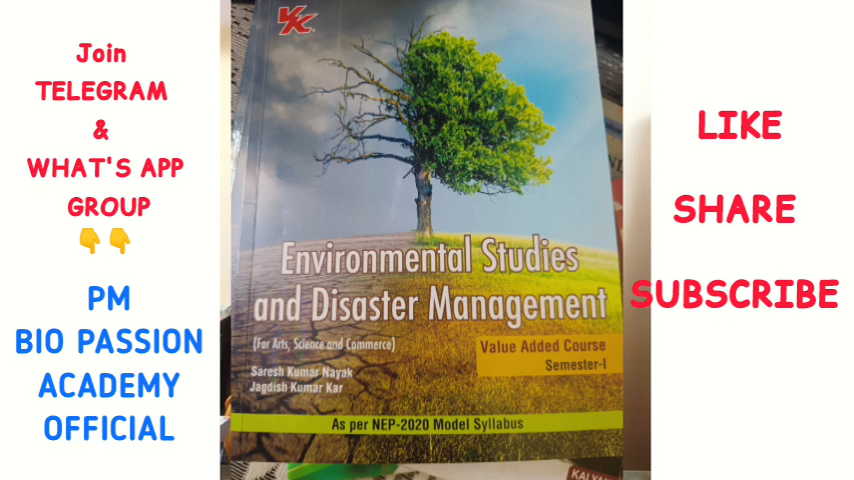 Join
TELEGRAM
&
WHAT'S APP
GROUP
👇👇
PM
BIO PASSION
ACADEMY
OFFICIAL
VK
Environmental Studies
and Disaster Management
(For Arts, Science and Commerce)
Value Added Course
Semester-I
Saresh Kumar Nayak
Jagdish Kumar Kar
As per NEP-2020 Model Syllabus
LIKE
SHARE
SUBSCRIBE